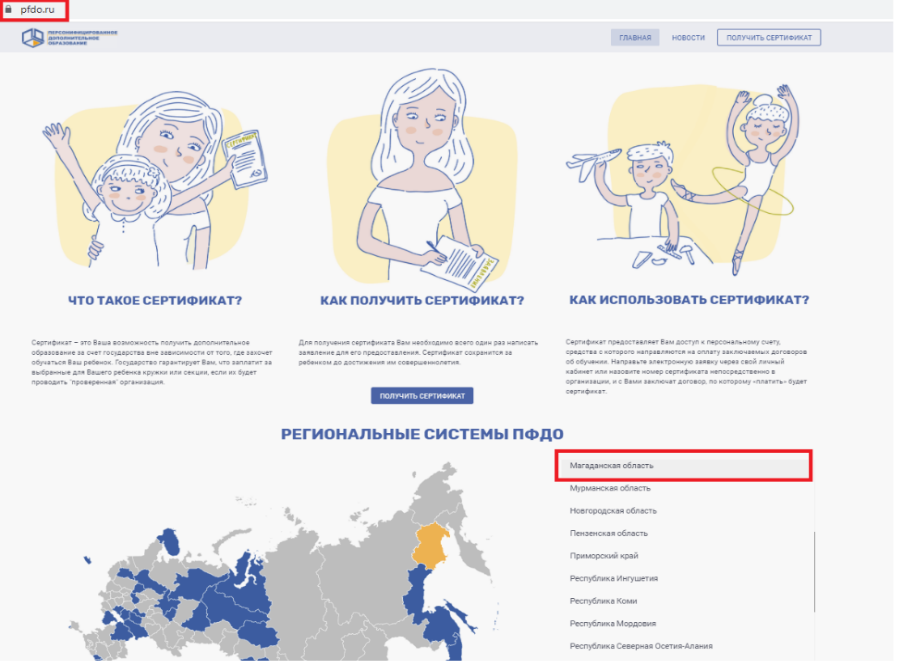 pfdo.ru
ПЕРСОНИФИЦИРОВАННОЕ
ДОПОЛНИТЕЛЬНОЕ
ОБРАЗОВАНИЕ
ГЛАВНАЯ
НОВОСТИ
ПОЛУЧИТЬ СЕРТИФИКАТ
ЧТО ТАКОЕ СЕРТИФИКАТ?
Сертификат – это Ваша возможность получить дополнительное
образование за счет государства вне зависимости от того, где захочет
обучаться Ваш ребенок. Государство гарантирует Вам, что заплатит за
выбранные для Вашего ребенка кружки или секции, если их будет
проводить "проверенная" организация.
КАК ПОЛУЧИТЬ СЕРТИФИКАТ?
Для получения сертификата Вам необходимо всего один раз написать
заявление для его предоставления. Сертификат сохранится за
ребенком до достижения им совершеннолетия.
ПОЛУЧИТЬ СЕРТИФИКАТ
КАК ИСПОЛЬЗОВАТЬ СЕРТИФИКАТ?
Сертификат предоставляет Вам доступ к персональному счету,
средства с которого направляются на оплату заключаемых договоров
об обучении. Направьте электронную заявку через свой личный
кабинет или назовите номер сертификата непосредственно в
организации, и с Вами заключат договор, по которому «платить» будет
сертификат.
РЕГИОНАЛЬНЫЕ СИСТЕМЫ ПФДО
Магаданская область
Мурманская область
Новгородская область
Пензенская область
Приморский край
Республика Ингушетия
Республика Коми
Республика Мордовия
Республика Северная Осетия-Алания